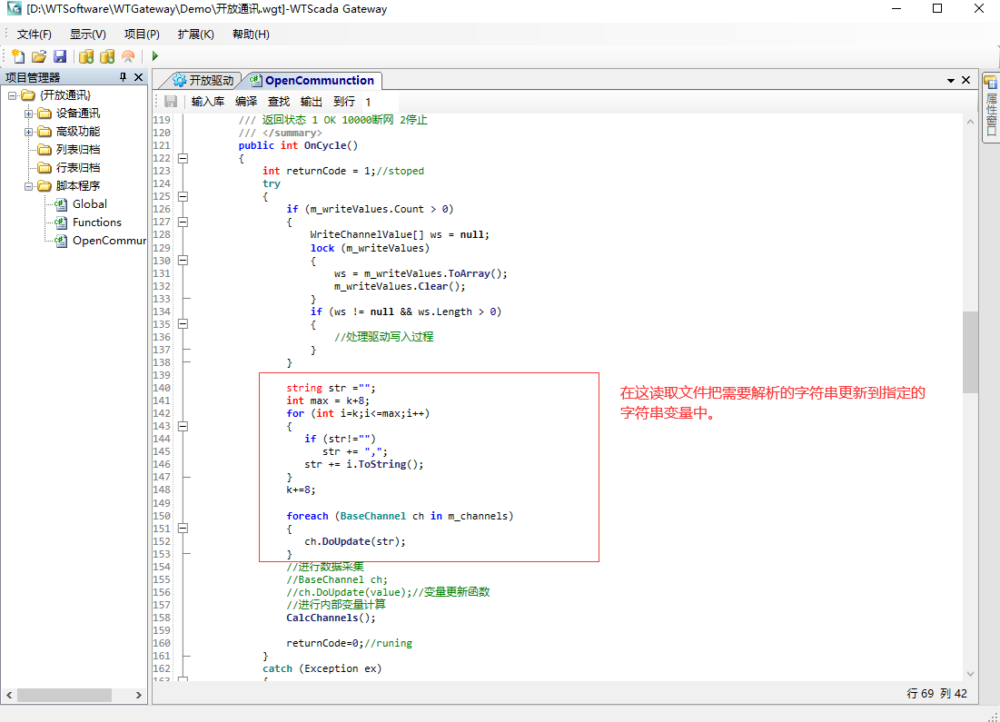 [D:\WTSoftware\WTGateway\Demo\开放通讯.wgt]-WTScada Gateway
文件(F) 显示(V) 项目(P) 扩展(K) 帮助(H)
项目管理器
{开放通讯}
设备通讯
高级功能
列表归档
行表归档
脚本程序
Global
Functions
OpenCommur
开放驱动 OpenCommunction
输入库 编译 查找 输出 到行 1
119 /// 返回状态 1 OK 10000断网 2停止
120 /// </summary>
121 public int OnCycle()
122 {
123 int returnCode = 1;//stoped
124 try
125 {
126 if (m_writeValues.Count > 0)
127 {
128 WriteChannelValue[] ws = null;
129 lock (m_writeValues)
130 {
131 ws = m_writeValues.ToArray();
132 m_writeValues.Clear();
133 }
134 if (ws != null && ws.Length > 0)
135 {
136 //处理驱动写入过程
137 }
138 }
139
140 string str ="";
141 int max = k+8;
142 for (int i=k;i<=max;i++)
143 {
144 if (str!="")
145 str += ",";
146 str += i.ToString();
147 }
148 k+=8;
149
150 foreach (BaseChannel ch in m_channels)
151 {
152 ch.DoUpdate(str);
153 }
154 //进行数据采集
155 //BaseChannel ch;
156 //ch.DoUpdate(value);//变量更新函数
157 //进行内部变量计算
158 CalcChannels();
159
160 returnCode=0;//runing
161 }
162 catch (Exception ex)
163 {
在这读取文件把需要解析的字符串更新到指定的
字符串变量中。
属性窗口
行 69 列 42